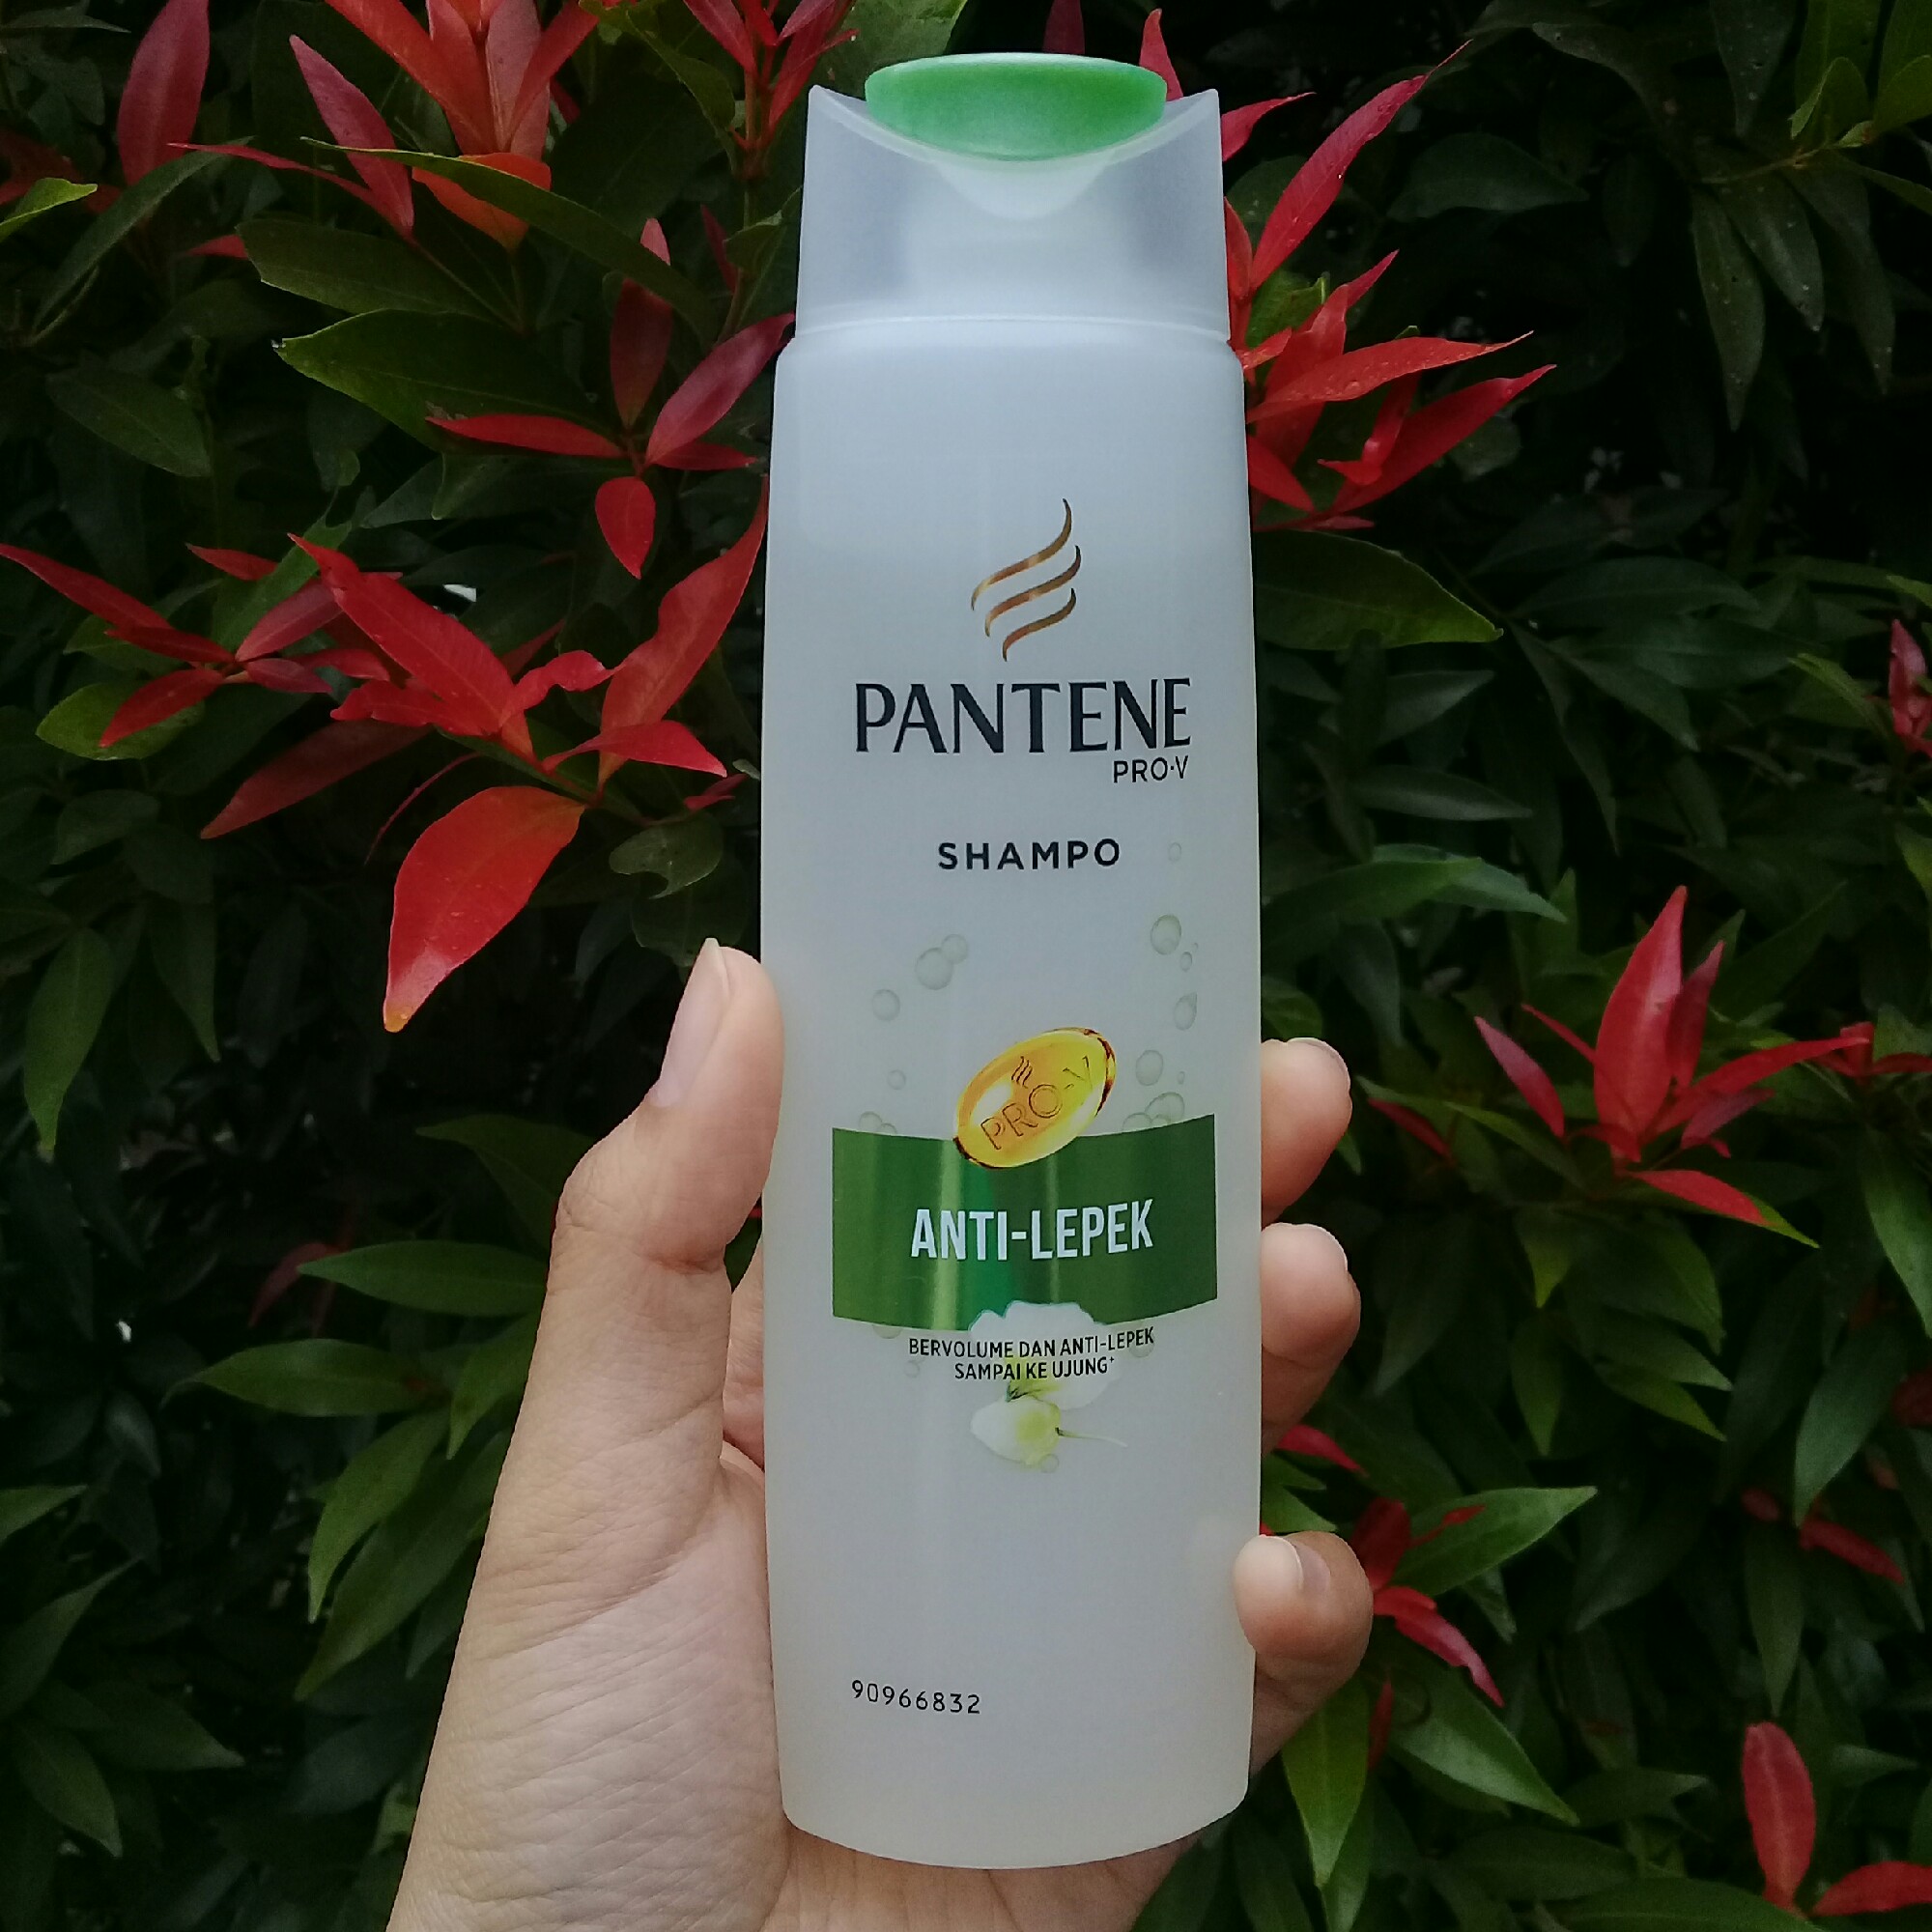 PANTENE
PRO-V
SHAMPO
PRO-V
ANTI-LEPEK
BERVOLUME DAN ANTI-LEPEK
SAMPAI KE UJUNG+
90966832